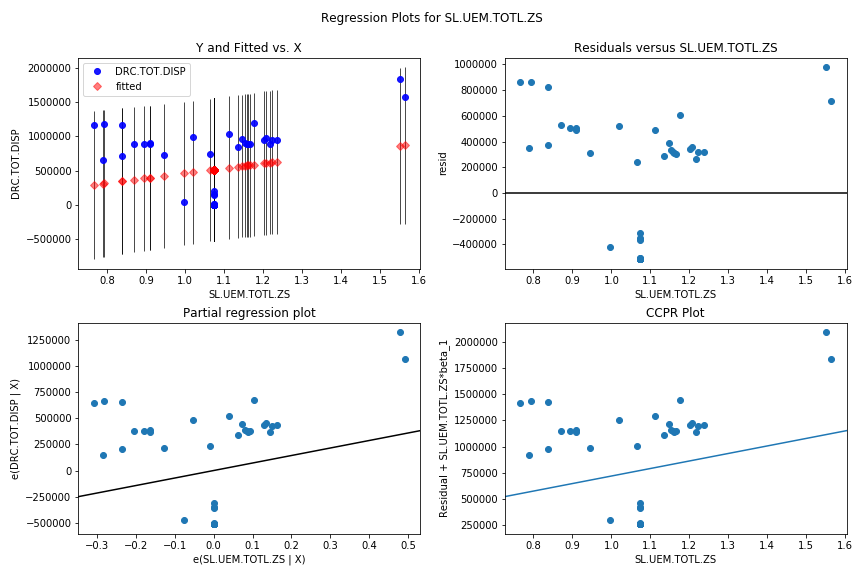 Regression Plots for SL.UEM.TOTL.ZS
Y and Fitted vs. X
DRC.TOT.DISP
fitted
2000000
1500000
1000000
500000
0
−500000
DRC.TOT.DISP
0.8 0.9 1.0 1.1 1.2 1.3 1.4 1.5 1.6
SL.UEM.TOTL.ZS
Residuals versus SL.UEM.TOTL.ZS
1000000
800000
600000
400000
200000
0
−200000
−400000
resid
0.8 0.9 1.0 1.1 1.2 1.3 1.4 1.5 1.6
SL.UEM.TOTL.ZS
Partial regression plot
1250000
1000000
750000
500000
250000
0
−250000
−500000
e(DRC.TOT.DISP | X)
−0.3 −0.2 −0.1 0.0 0.1 0.2 0.3 0.4 0.5
e(SL.UEM.TOTL.ZS | X)
CCPR Plot
2000000
1750000
1500000
1250000
1000000
750000
500000
250000
Residual + SL.UEM.TOTL.ZS*beta_1
0.8 0.9 1.0 1.1 1.2 1.3 1.4 1.5 1.6
SL.UEM.TOTL.ZS